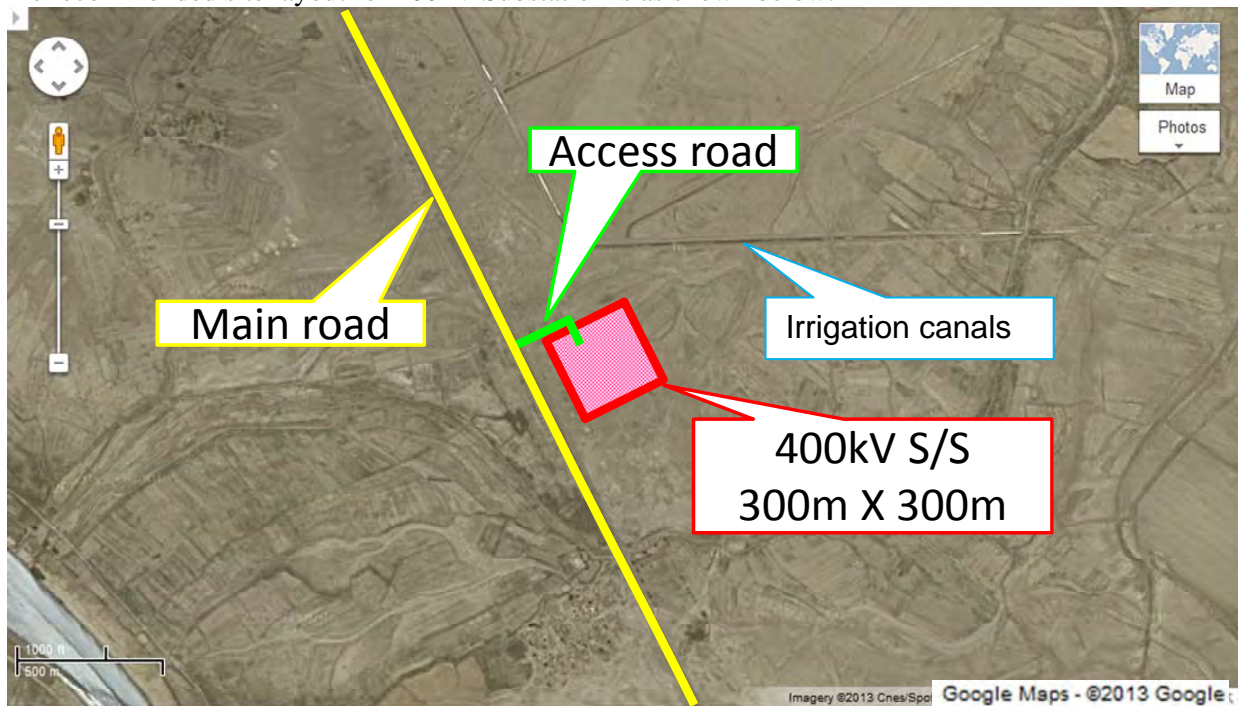 Map
Photos
Access road
Main road
Irrigation canals
400kV S/S
300m X 300m
1000 ft
500 m
Imagery ©2013 Cnes/Spot
Google Maps - ©2013 Google